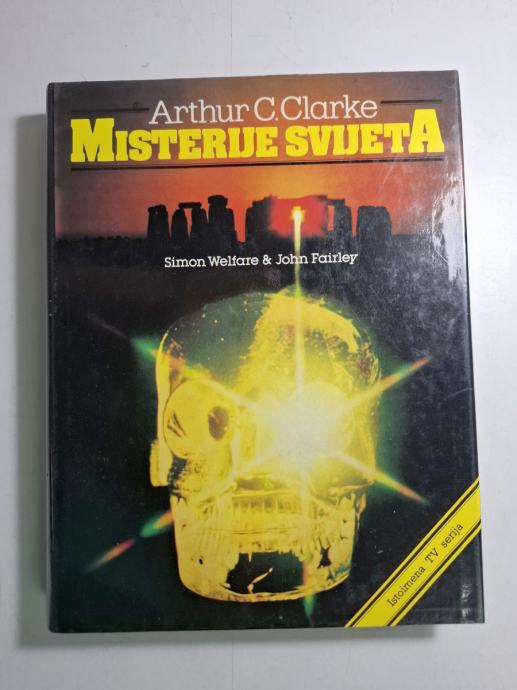 Arthur C. Clarke
MISTERIJE SVIJETA
Simon Welfare & John Fairley
Istoimena TV serija